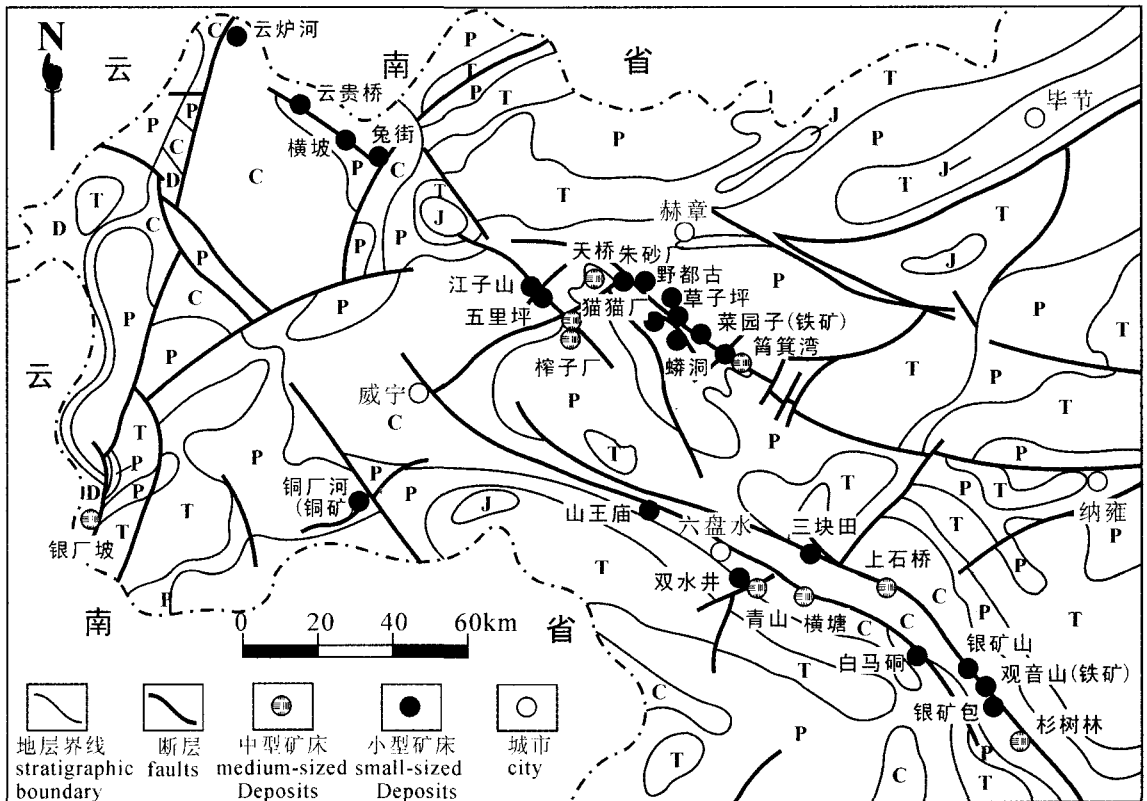 N
云
南
省
云
南
省
云炉河
云贵桥
横坡
兔街
毕节
赫章
天桥
朱砂厂
野都古
江子山
草子坪
五里坪
猫猫厂
菜园子(铁矿)
筲箕湾
榨子厂
蟒洞
威宁
铜厂河
(铜矿)
银厂坡
山王庙
六盘水
三块田
纳雍
上石桥
双水井
青山
横塘
白马硐
银矿山
观音山(铁矿)
银矿包
杉树林
C
P
T
J
D
0 20 40 60km
地层界线
stratigraphic
boundary
断层
faults
中型矿床
medium-sized
Deposits
小型矿床
small-sized
Deposits
城市
city